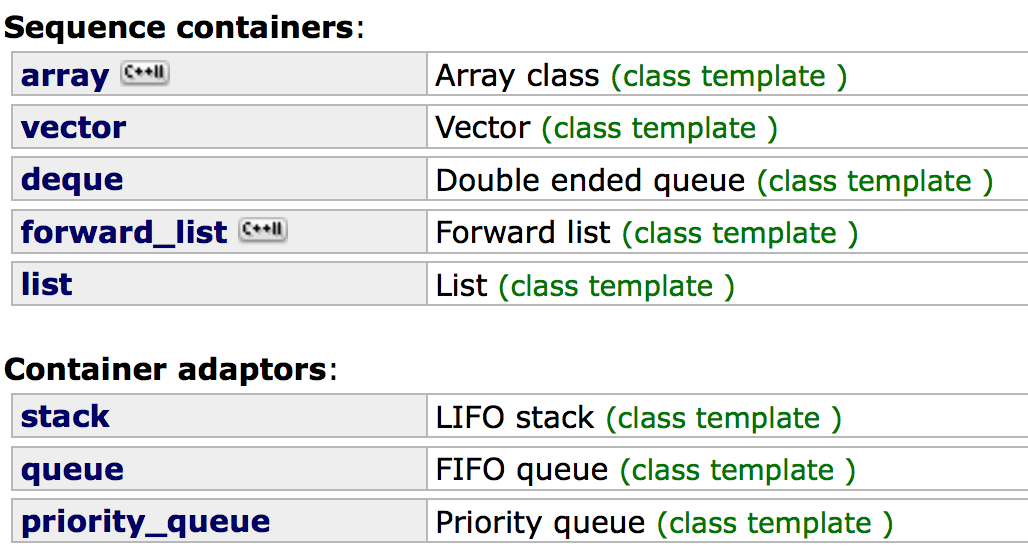 Sequence containers:
array C++11 Array class (class template )
vector Vector (class template )
deque Double ended queue (class template )
forward_list C++11 Forward list (class template )
list List (class template )
Container adaptors:
stack LIFO stack (class template )
queue FIFO queue (class template )
priority_queue Priority queue (class template )